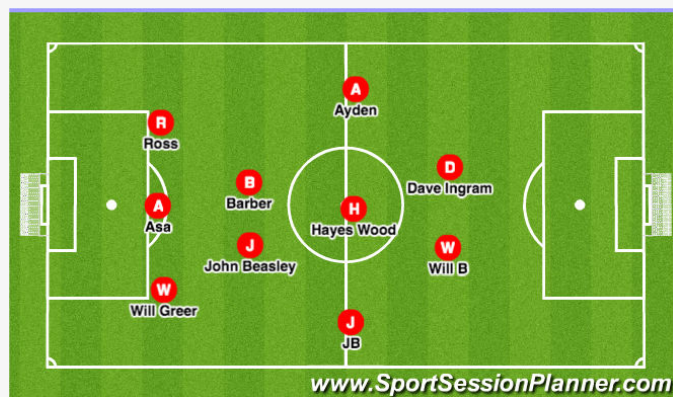 A
Ayden
R
Ross
D
Dave Ingram
B
Barber
A
Asa
H
Hayes Wood
J
John Beasley
W
Will B
W
Will Greer
J
JB
www.SportSessionPlanner.com